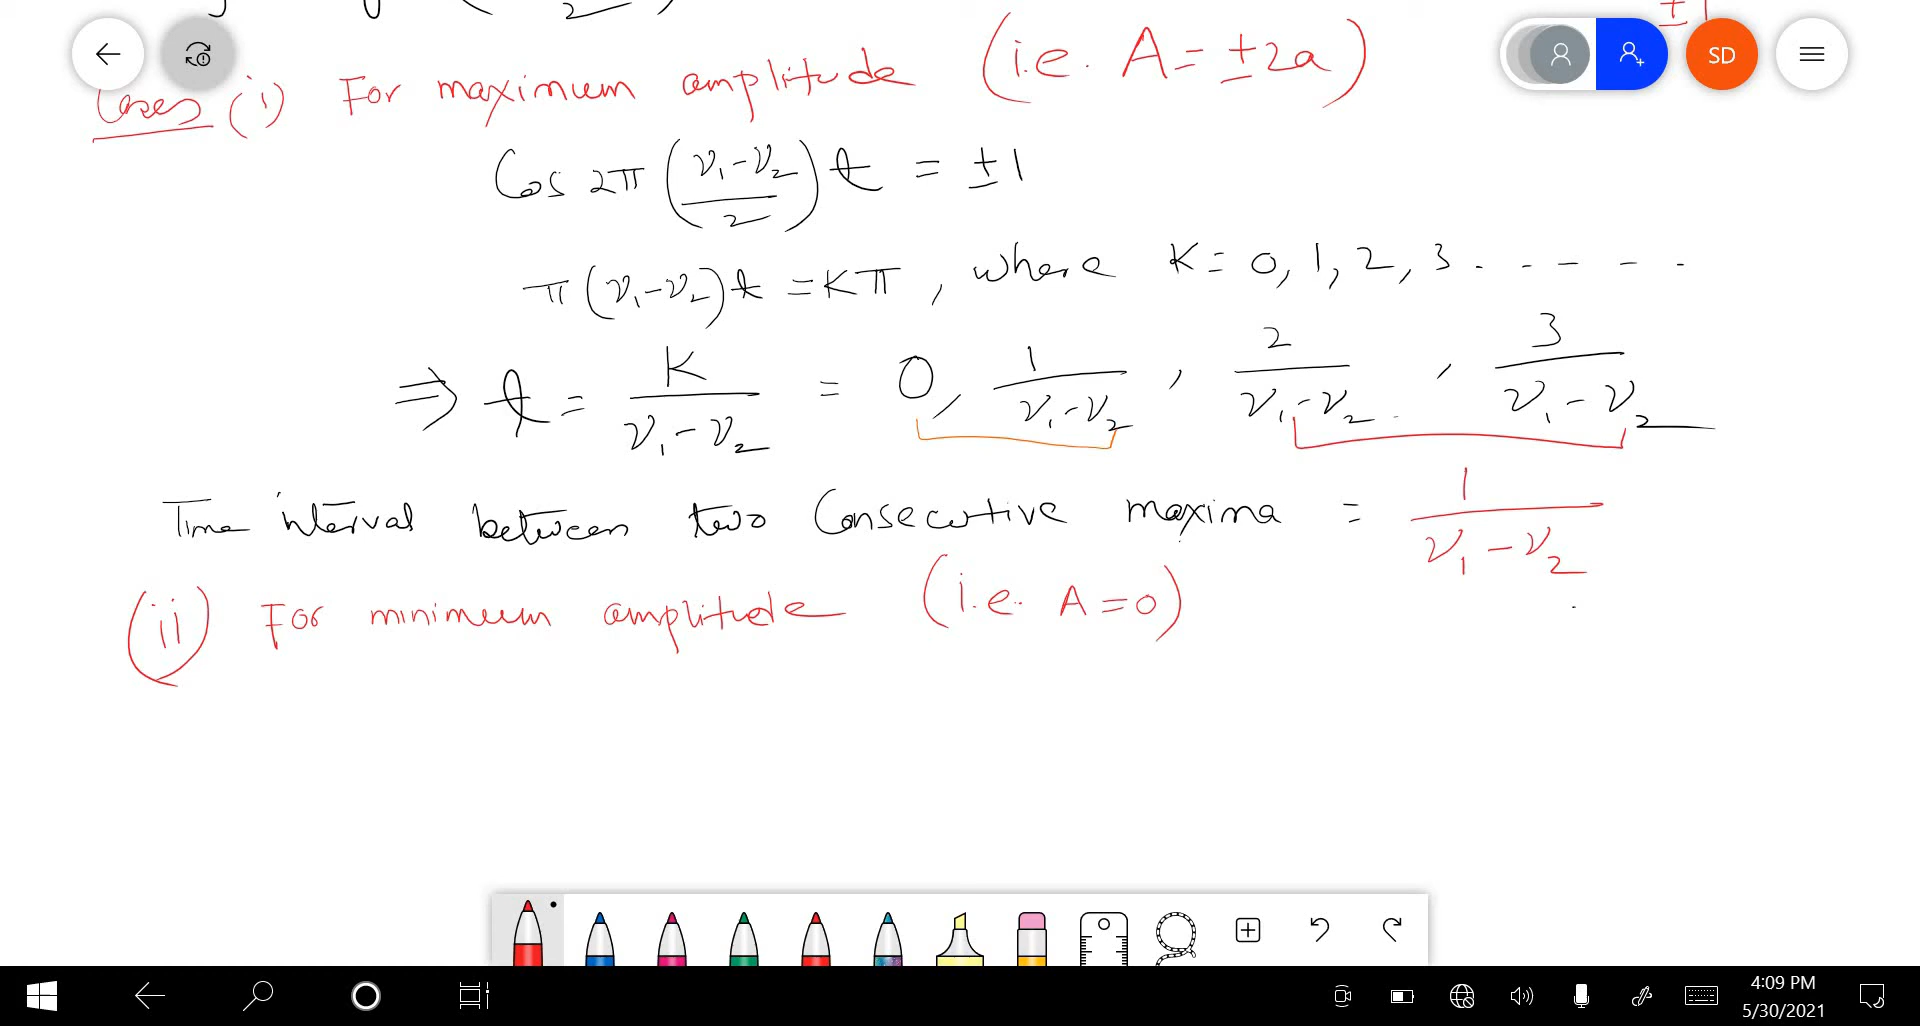 ± 1
Cases (i) For maximum amplitude (i.e. A = ±2a)
SD
Cos 2π (ν₁-ν₂/2) t = ±1
π(ν₁-ν₂)t = Kπ, where K = 0, 1, 2, 3 . - - - -
⇒ t = K/(ν₁-ν₂) = 0, 1/(ν₁-ν₂), 2/(ν₁-ν₂), 3/(ν₁-ν₂)
Time interval between two Consecutive maxima = 1/(ν₁-ν₂)
(ii) For minimum amplitude (i.e. A = 0)
4:09 PM
5/30/2021